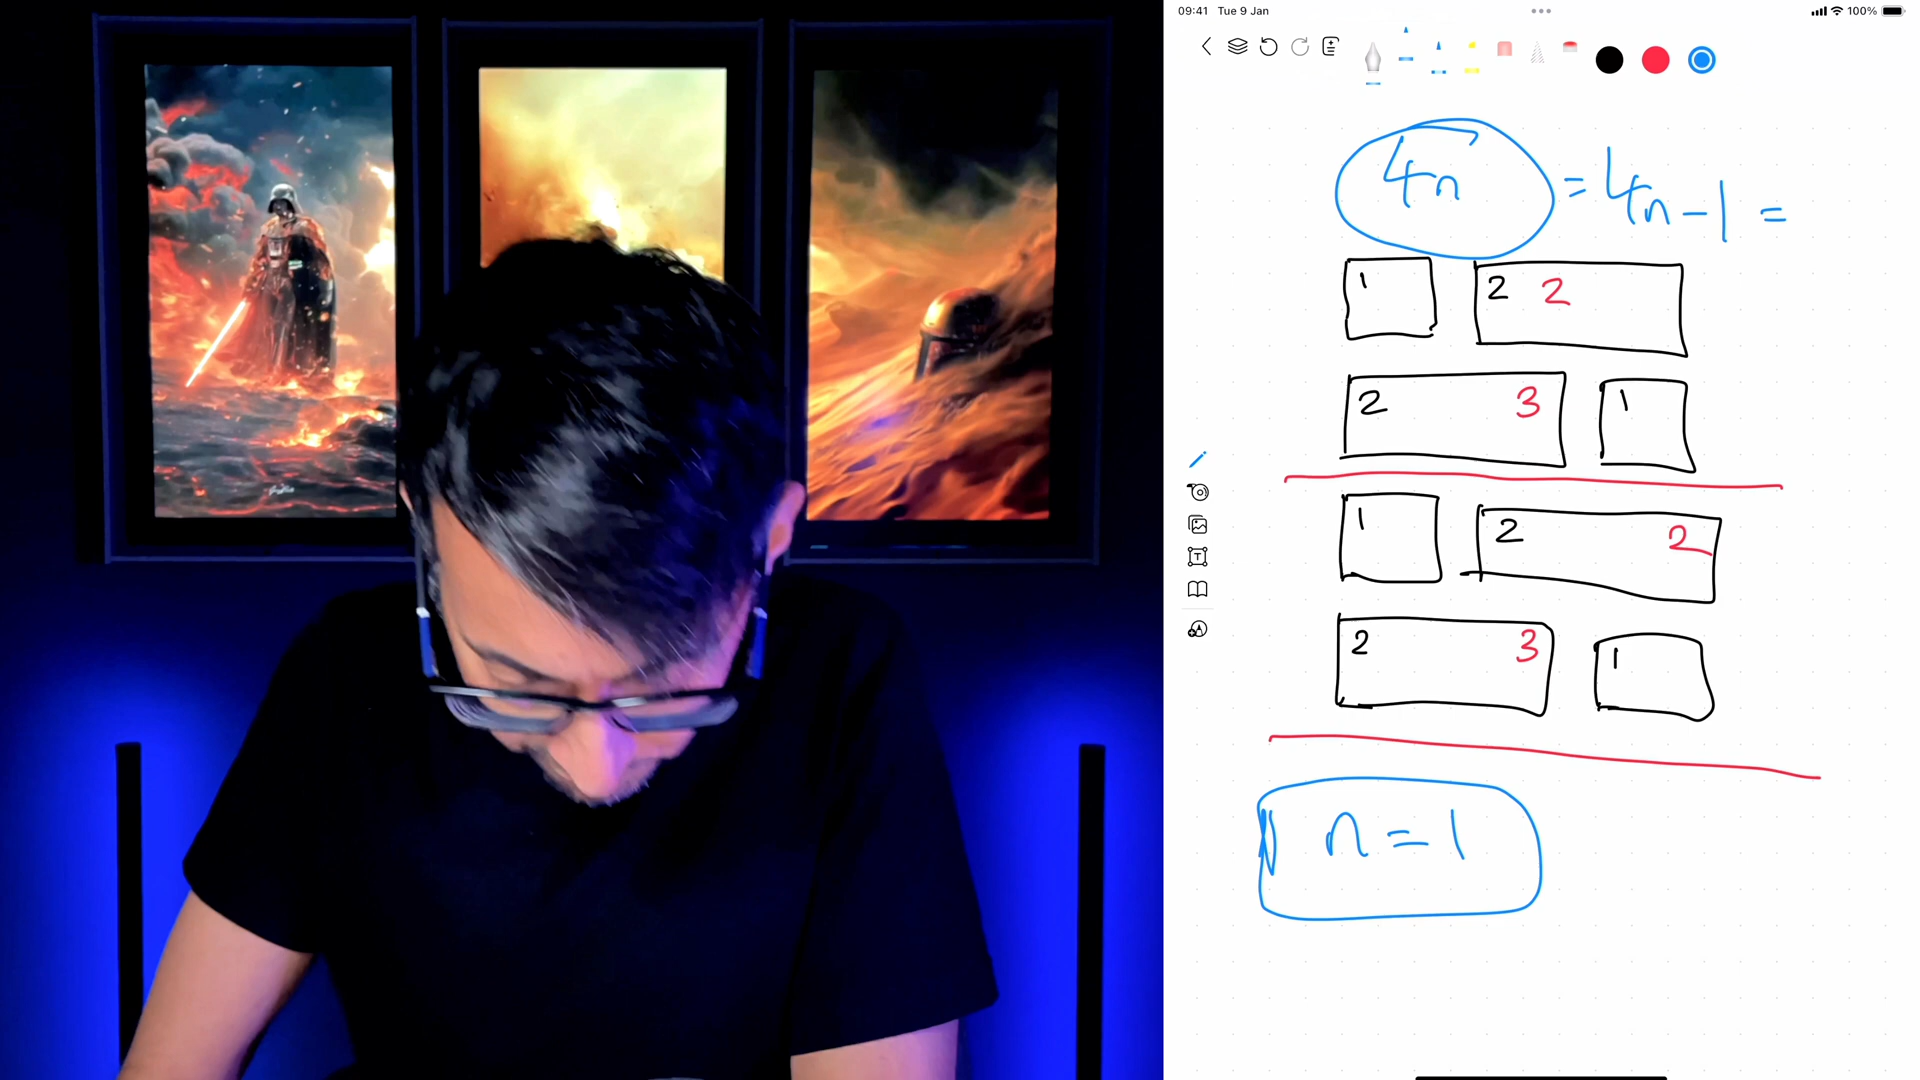 09:41 Tue 9 Jan 100%
4n = 4n-1 =
1 2 2
2 3 1
1 2 2
2 3 1
n = 1